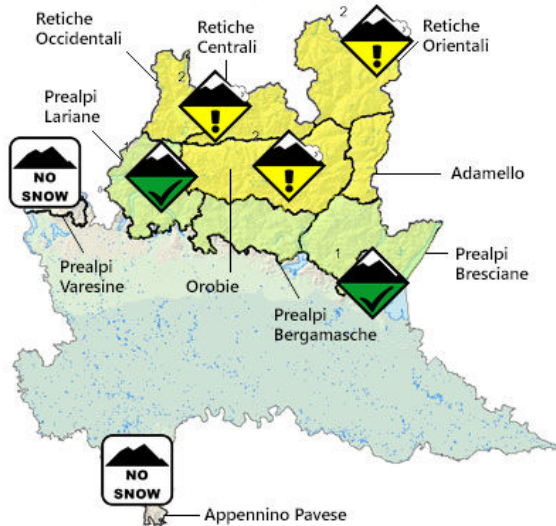 2
Retiche
Occidentali
Retiche
Centrali
Retiche
Orientali
2
Prealpi
Lariane
2
NO
SNOW
Adamello
Prealpi
Varesine
Orobie
1
Prealpi
Bresciane
Prealpi
Bergamasche
NO
SNOW
Appennino Pavese